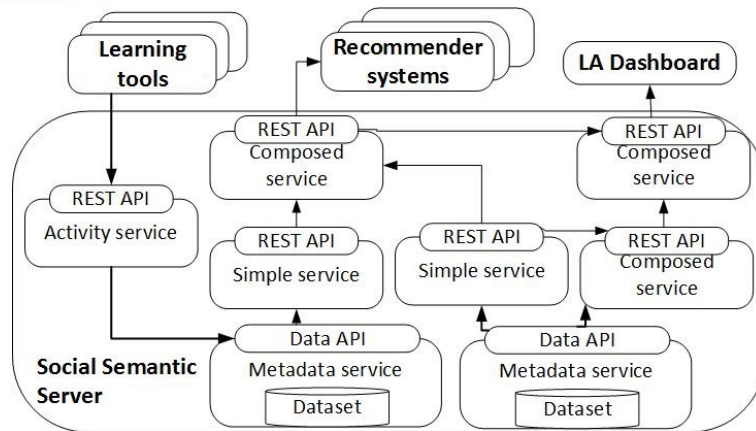 Learning
tools
Recommender
systems
LA Dashboard
REST API
Composed
service
REST API
Composed
service
REST API
Activity service
REST API
Simple service
REST API
Simple service
REST API
Composed
service
Data API
Metadata service
Dataset
Data API
Metadata service
Dataset
Social Semantic
Server